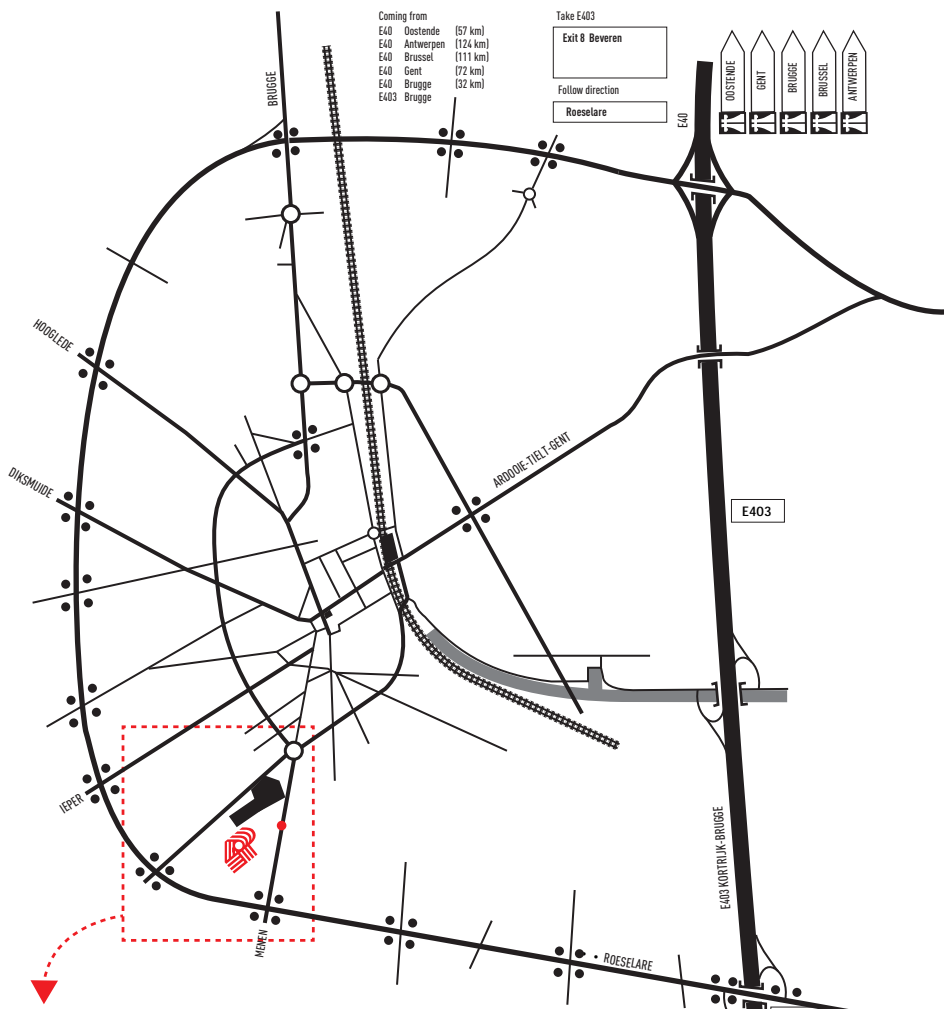 Coming from
E40 Oostende (57 km)
E40 Antwerpen (124 km)
E40 Brussel (111 km)
E40 Gent (72 km)
E40 Brugge (32 km)
E403 Brugge
Take E403
Exit 8 Beveren
Follow direction
Roeselare
OOSTENDE
GENT
BRUGGE
BRUSSEL
ANTWERPEN
BRUGGE
E40
HOOGLEDE
DIKSMUIDE
ARDOOIE-TIELT-GENT
E403
IEPER
E403 KORTRIJK-BRUGGE
MENEN
ROESELARE